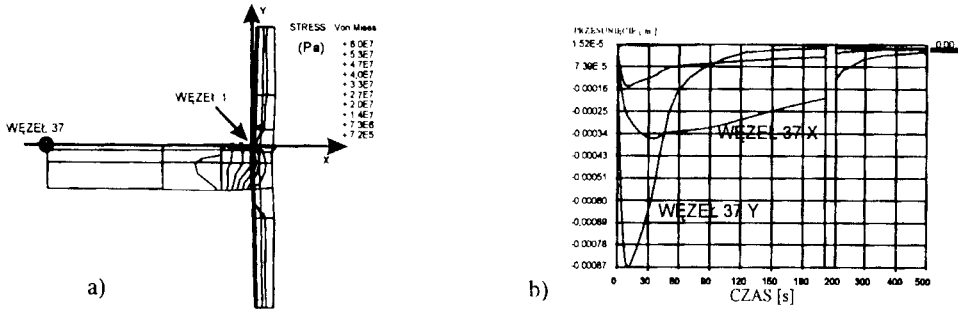 Y
STRESS Von Mises
(Pa)
+ 6.0E7
+ 5.3E7
+ 4.7E7
+ 4.0E7
+ 3.3E7
+ 2.7E7
+ 2.0E7
+ 1.4E7
+ 7.3E6
+ 7.2E5
WĘZEŁ 1
WĘZEŁ 37
X
a)
PRZESUNIĘCIE [m]
1.52E-5
7.39E-5
-0.00016
-0.00025
-0.00034
-0.00043
-0.00051
-0.00060
-0.00069
-0.00078
-0.00087
0.00
WĘZEŁ 37 X
WĘZEŁ 37 Y
0 30 60 90 120 150 180 200 300 400 500
CZAS [s]
b)